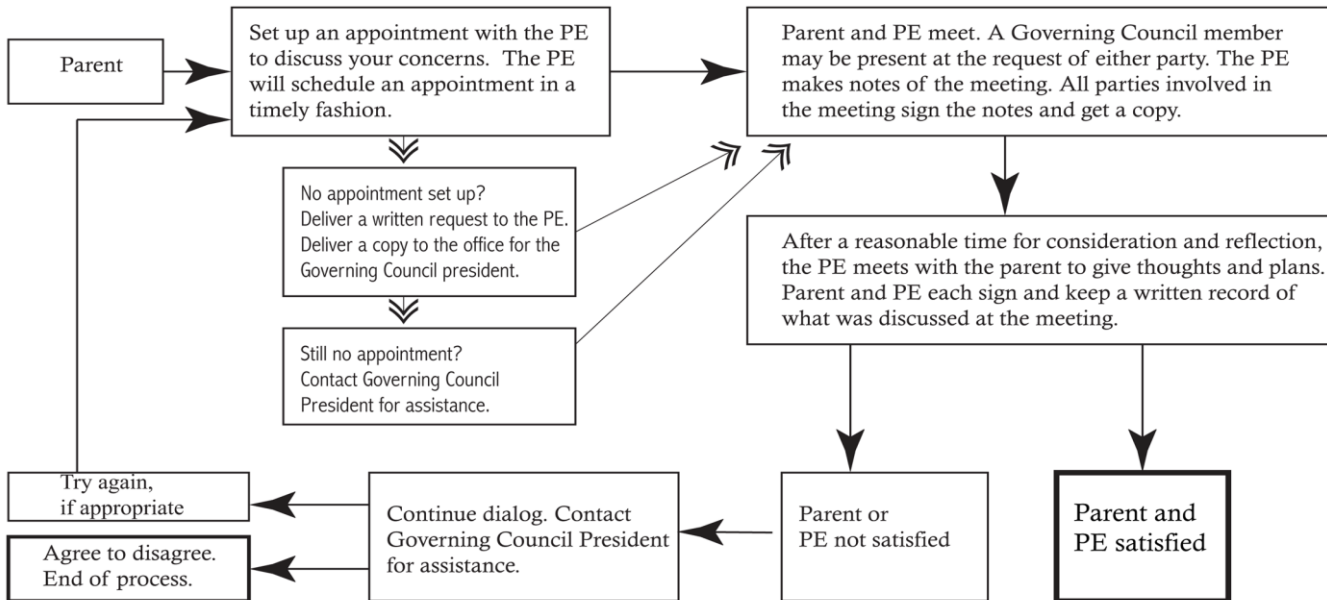 Parent
Set up an appointment with the PE
to discuss your concerns. The PE
will schedule an appointment in a
timely fashion.
Parent and PE meet. A Governing Council member
may be present at the request of either party. The PE
makes notes of the meeting. All parties involved in
the meeting sign the notes and get a copy.
No appointment set up?
Deliver a written request to the PE.
Deliver a copy to the office for the
Governing Council president.
Still no appointment?
Contact Governing Council
President for assistance.
After a reasonable time for consideration and reflection,
the PE meets with the parent to give thoughts and plans.
Parent and PE each sign and keep a written record of
what was discussed at the meeting.
Parent and
PE satisfied
Parent or
PE not satisfied
Continue dialog. Contact
Governing Council President
for assistance.
Try again,
if appropriate
Agree to disagree.
End of process.